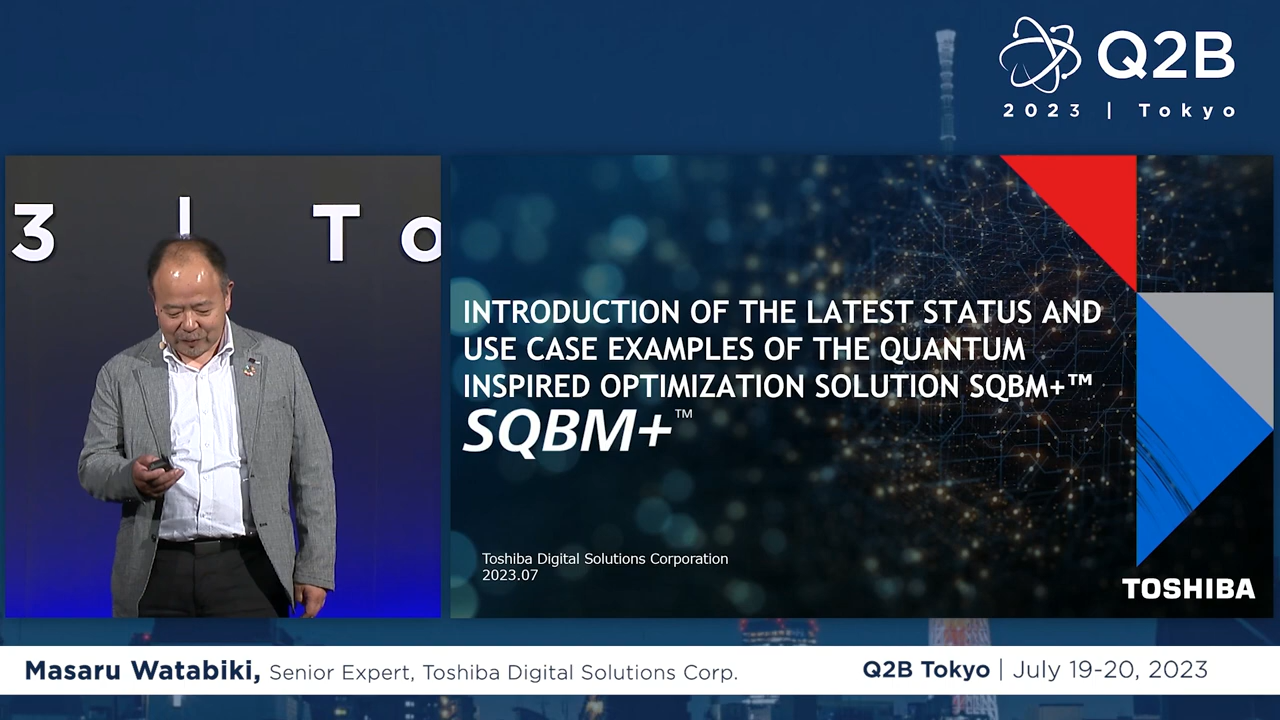 Q2B
2023 | Tokyo
3 | To
INTRODUCTION OF THE LATEST STATUS AND
USE CASE EXAMPLES OF THE QUANTUM
INSPIRED OPTIMIZATION SOLUTION SQBM+™
SQBM+™
Toshiba Digital Solutions Corporation
2023.07
TOSHIBA
Masaru Watabiki, Senior Expert, Toshiba Digital Solutions Corp.
Q2B Tokyo | July 19-20, 2023